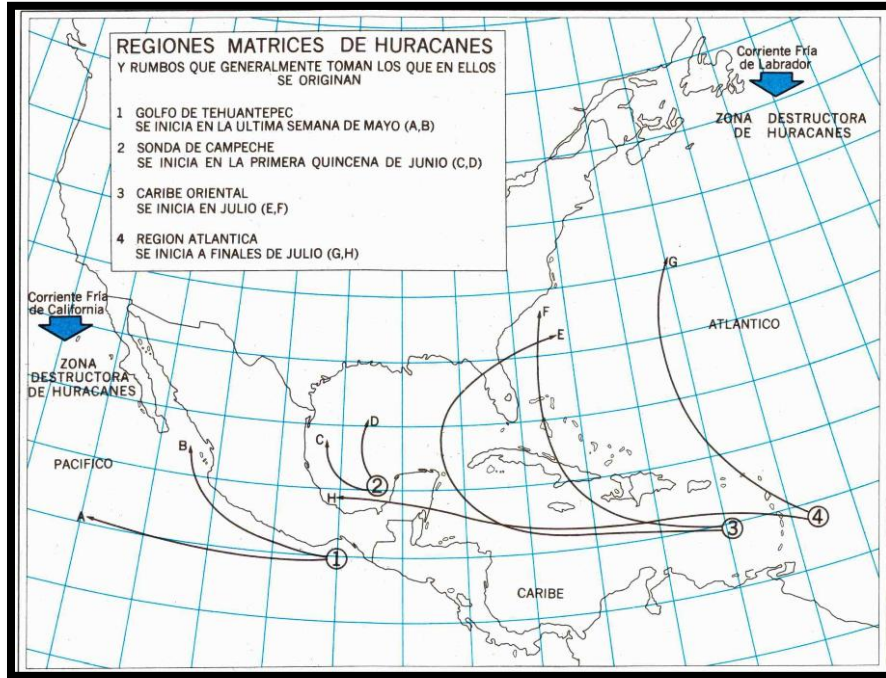 REGIONES MATRICES DE HURACANES
Y RUMBOS QUE GENERALMENTE TOMAN LOS QUE EN ELLOS
SE ORIGINAN
1 GOLFO DE TEHUANTEPEC
SE INICIA EN LA ULTIMA SEMANA DE MAYO (A,B)
2 SONDA DE CAMPECHE
SE INICIA EN LA PRIMERA QUINCENA DE JUNIO (C,D)
3 CARIBE ORIENTAL
SE INICIA EN JULIO (E,F)
4 REGION ATLANTICA
SE INICIA A FINALES DE JULIO (G,H)
Corriente Fría
de Labrador
ZONA DESTRUCTORA
DE HURACANES
Corriente Fría
de California
ZONA
DESTRUCTORA
DE HURACANES
G
F
E
ATLANTICO
D
C
B
PACIFICO
2
H
A
4
3
1
CARIBE